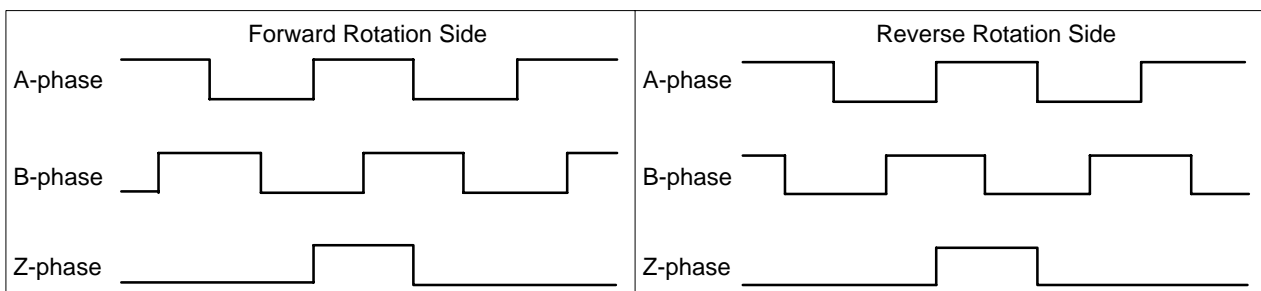 Forward Rotation Side
A-phase
B-phase
Z-phase
Reverse Rotation Side
A-phase
B-phase
Z-phase